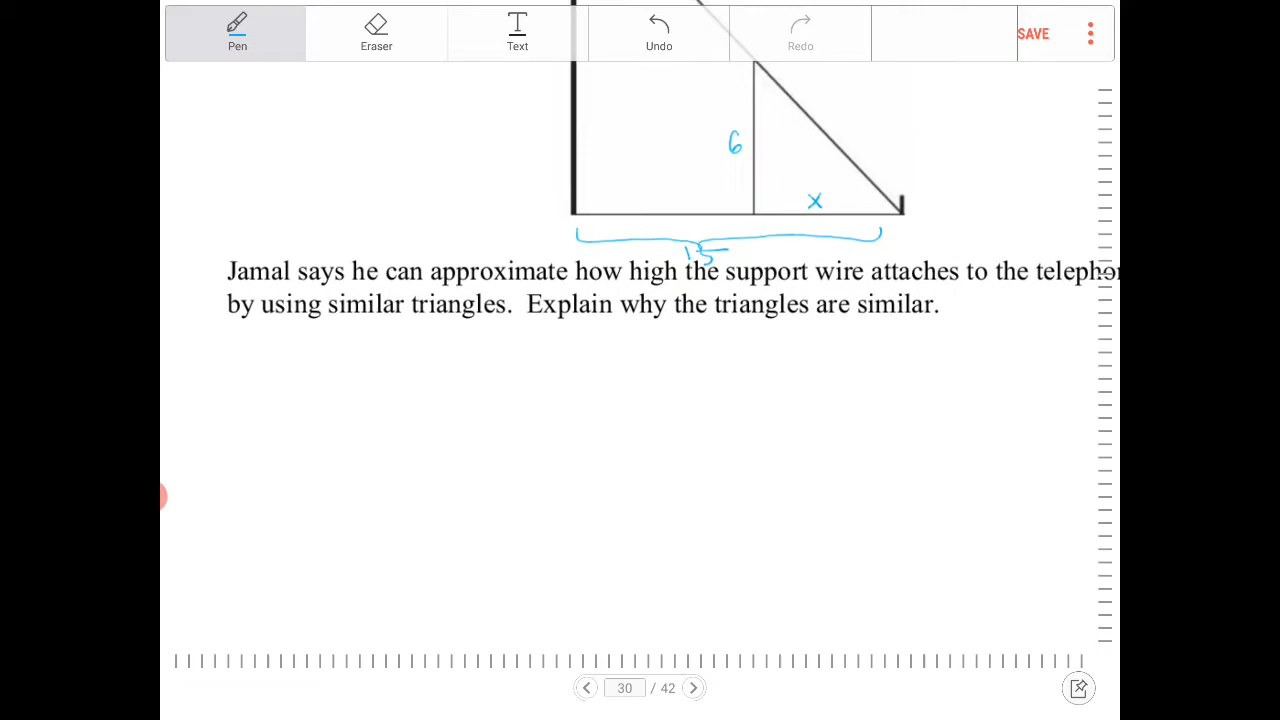 Pen Eraser Text Undo Redo SAVE
6
x
15
Jamal says he can approximate how high the support wire attaches to the
by using similar triangles. Explain why the triangles are similar.
30 / 42